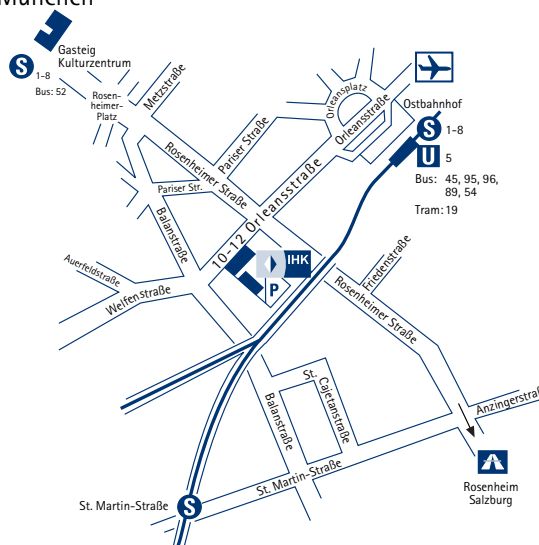 München
Gasteig
Kulturzentrum
S
1-8
Bus: 52
Rosen-
heimer-
Platz
Metzstraße
Rosenheimer Straße
Pariser Straße
Pariser Str.
Orleansplatz
Orleansstraße
Ostbahnhof
S 1-8
U 5
Bus: 45, 95, 96,
89, 54
Tram: 19
10-12 Orleansstraße
IHK
P
Balanstraße
Auerfeldstraße
Welfenstraße
Friedenstraße
Rosenheimer Straße
St. Cajetanstraße
Balanstraße
Anzingerstraß
St. Martin-Straße
St. Martin-Straße
S
Rosenheim
Salzburg